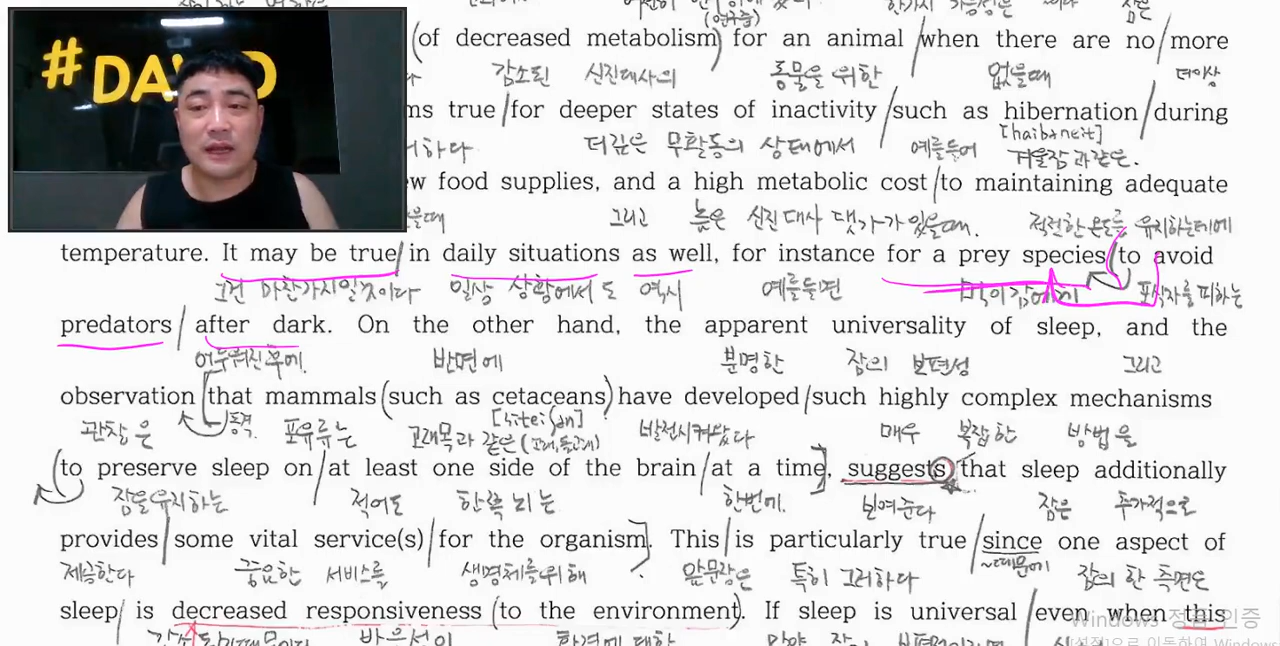 #DAVID
(of decreased metabolism) for an animal /when there are no/ more
감소된 신진대사의 동물을 위한 없을때 더이상
ms true/for deeper states of inactivity/such as hibernation/during
더깊은 무활동의 상태에서 예를들어 겨울잠과같은.
ew food supplies, and a high metabolic cost/to maintaining adequate
그리고 높은 신진대사 댓가가 있을때. 적절한 온도를 유지하는데에
temperature. It may be true/in daily situations as well, for instance for a prey species(to avoid
그건 마찬가지일것이다 일상 상황에서도 역시 예를들면 먹이감에게 포식자를 피하는
predators/after dark. On the other hand, the apparent universality of sleep, and the
어두워진 후에. 반면에 분명한 잠의 보편성 그리고
observation (that mammals (such as cetaceans) have developed/such highly complex mechanisms
관찰은 동격. 포유류는 고래목과 같은 발전시켜왔다 매우 복잡한 방법을
(to preserve sleep on/at least one side of the brain/at a time], suggests that sleep additionally
잠을유지하는 적어도 한쪽 뇌는 한번에. 보여준다 잠은 추가적으로
provides/some vital service(s)/for the organism]. This/is particularly true/since one aspect of
제공한다 중요한 서비스를 생명체를위해 앞문장은 특히 그러하다 ~때문에 잠의 한 측면은
sleep/is decreased responsiveness (to the environment). If sleep is universal/even when this
Windows 정품 인증